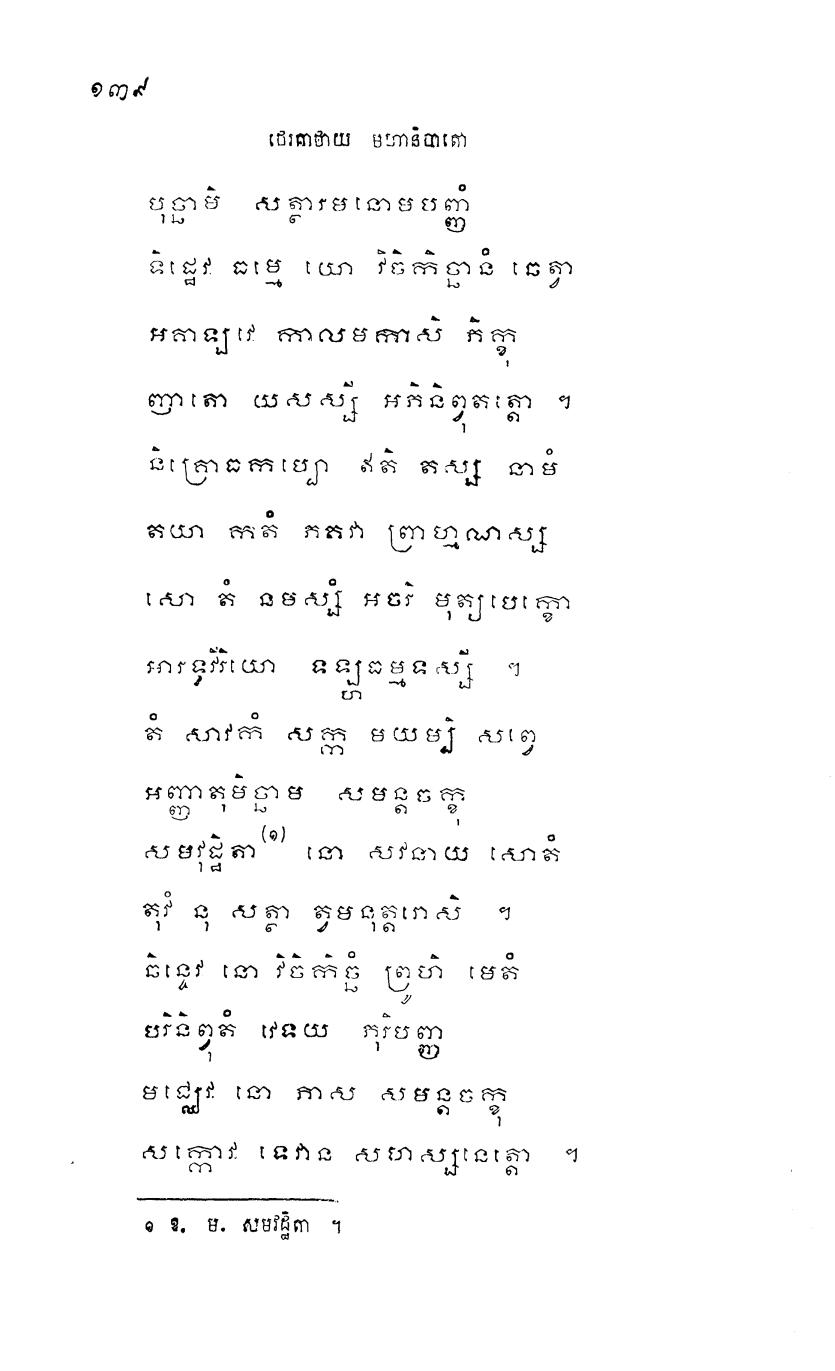 ១៣៩
ថេរគាថាយ មហានិបាតោ
បុច្ឆាមិ សត្ថារមនោមបញ្ញំ
ទិដ្ឋេវ ធម្មេ យោ វិចិកិច្ឆានំ ឆេត្វា
អគាឡ្បវេ កាលមកាសិ ភិក្ខុ
ញាតោ យសស្សី អភិនិព្វុតត្តោ ។
និគ្រោធកប្បោ ឥតិ តស្ស នាមំ
តយា កតំ ភគវា ព្រាហ្មណស្ស
សោ តំ នមស្សំ អចរិ មុត្យបេក្ខោ
អារទ្ធវីរិយោ ទឡ្ហធម្មទស្សី ។
តំ សាវកំ សក្ក មយម្បិ សព្វេ
អញ្ញាតុមិច្ឆាម សមន្តចក្ខុ
សមវុដ្ឋិតា(១) នោ សវនាយ សោតំ
តុវំ នុ សត្ថា ត្វមនុត្តរោសិ ។
ឆិន្ទេវ នោ វិចិកិច្ឆំ ព្រូហិ មេតំ
បរិនិព្វុតំ វេទយ ភុរិបញ្ញ
មជ្ឈេវ នោ ភាស សមន្តចក្ខុ
សក្កោវ ទេវាន សហស្សនេត្តោ ។
១ ឱ. ម. សមវដ្ឋិតា ។